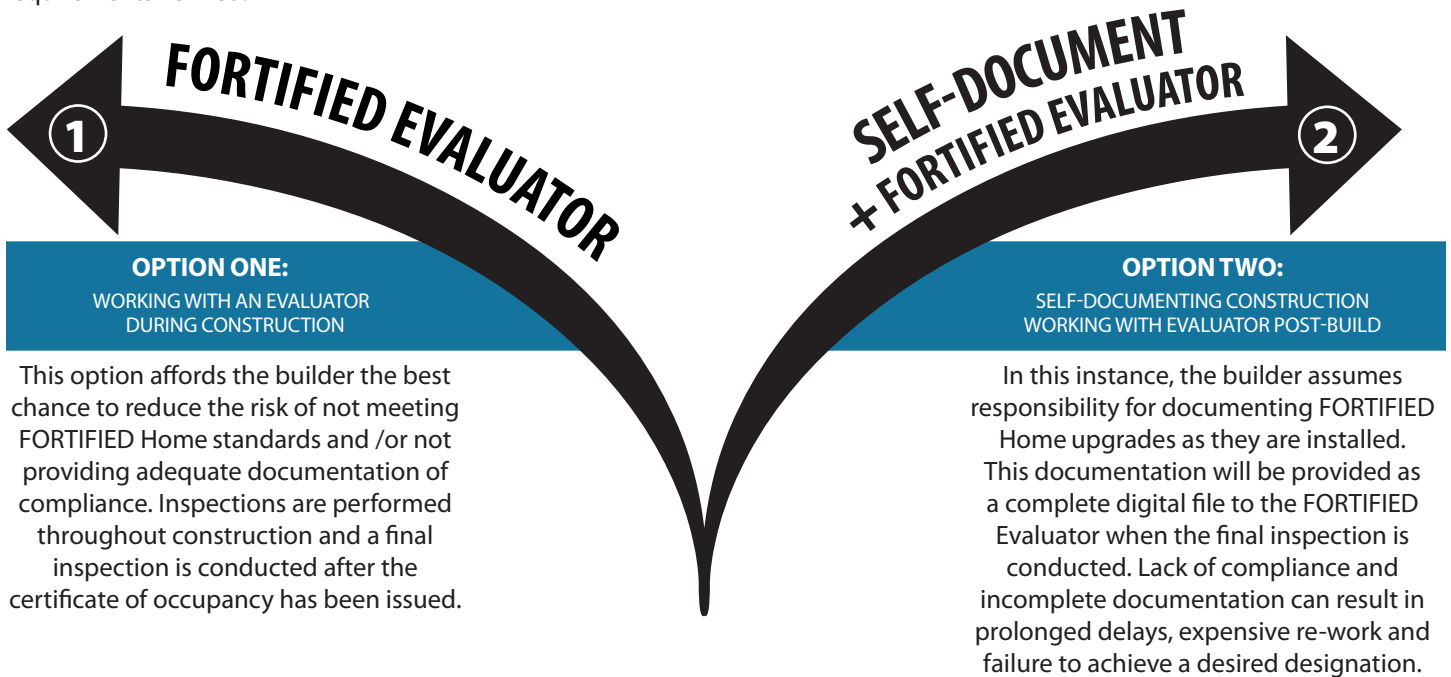 1
FORTIFIED EVALUATOR
OPTION ONE:
WORKING WITH AN EVALUATOR
DURING CONSTRUCTION
This option affords the builder the best
chance to reduce the risk of not meeting
FORTIFIED Home standards and /or not
providing adequate documentation of
compliance. Inspections are performed
throughout construction and a final
inspection is conducted after the
certificate of occupancy has been issued.
SELF-DOCUMENT
+ FORTIFIED EVALUATOR
2
OPTION TWO:
SELF-DOCUMENTING CONSTRUCTION
WORKING WITH EVALUATOR POST-BUILD
In this instance, the builder assumes
responsibility for documenting FORTIFIED
Home upgrades as they are installed.
This documentation will be provided as
a complete digital file to the FORTIFIED
Evaluator when the final inspection is
conducted. Lack of compliance and
incomplete documentation can result in
prolonged delays, expensive re-work and
failure to achieve a desired designation.